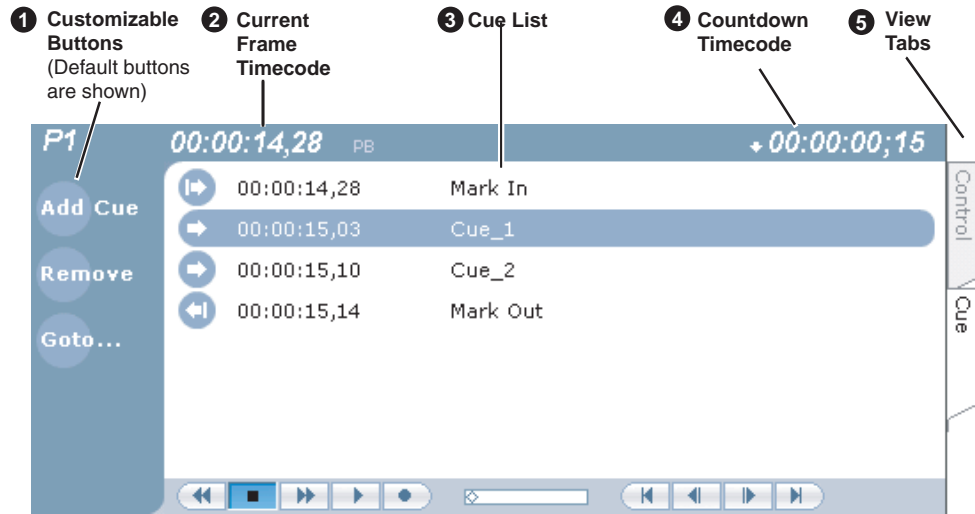 1 Customizable Buttons (Default buttons are shown)
2 Current Frame Timecode
3 Cue List
4 Countdown Timecode
5 View Tabs
P1 00:00:14,28 PB 00:00:00;15
Add Cue
Remove
Goto...
00:00:14,28 Mark In
00:00:15,03 Cue_1
00:00:15,10 Cue_2
00:00:15,14 Mark Out
Control
Cue